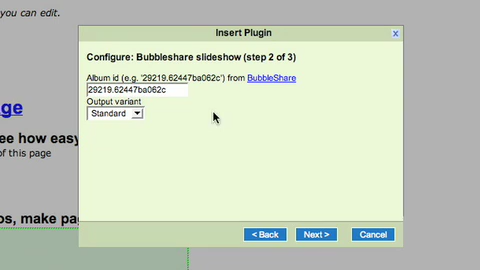 you can edit.
Insert Plugin
x
Configure: Bubbleshare slideshow (step 2 of 3)
Album id (e.g. '29219.62447ba062c') from BubbleShare
29219.62447ba062c
Output variant
Standard
ge
ee how easy
of this page
os, make pa
< Back
Next >
Cancel